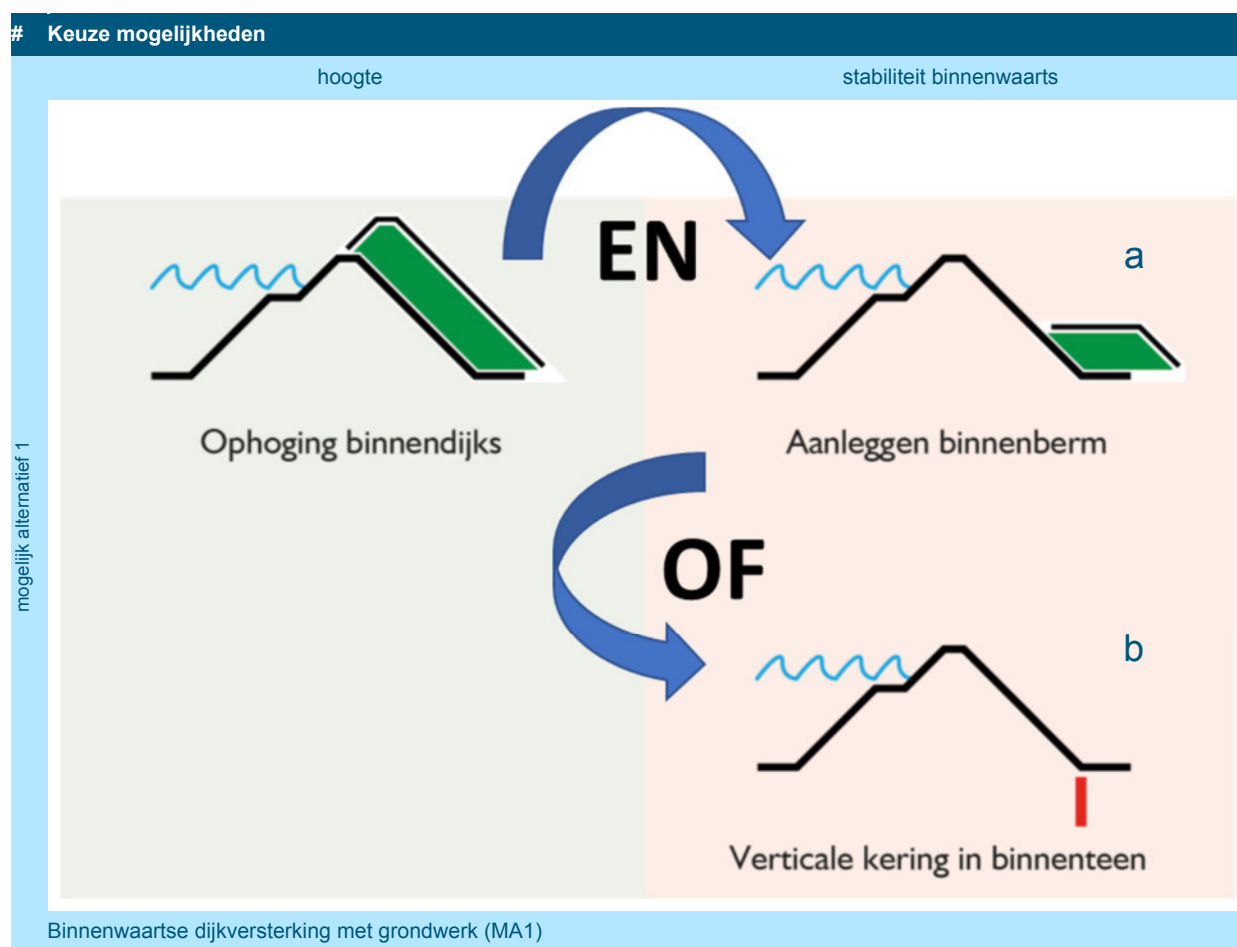 # Keuze mogelijkheden
hoogte stabiliteit binnenwaarts
mogelijk alternatief 1
EN
a
Ophoging binnendijks
Aanleggen binnenberm
OF
b
Verticale kering in binnenteen
Binnenwaartse dijkversterking met grondwerk (MA1)